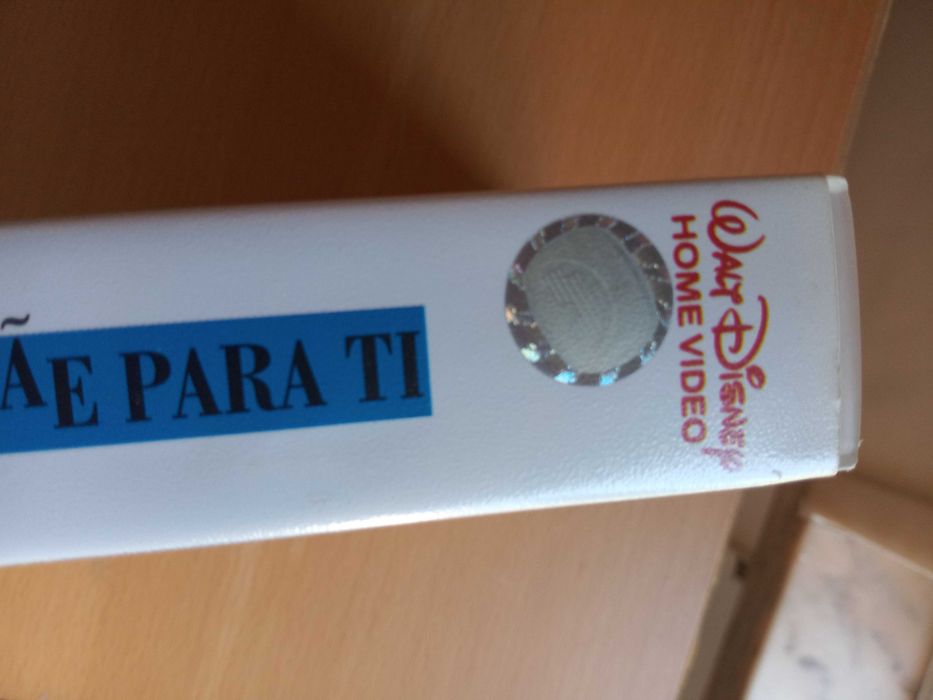 ÃE PARA TI
WALT DISNEY
HOME VIDEO